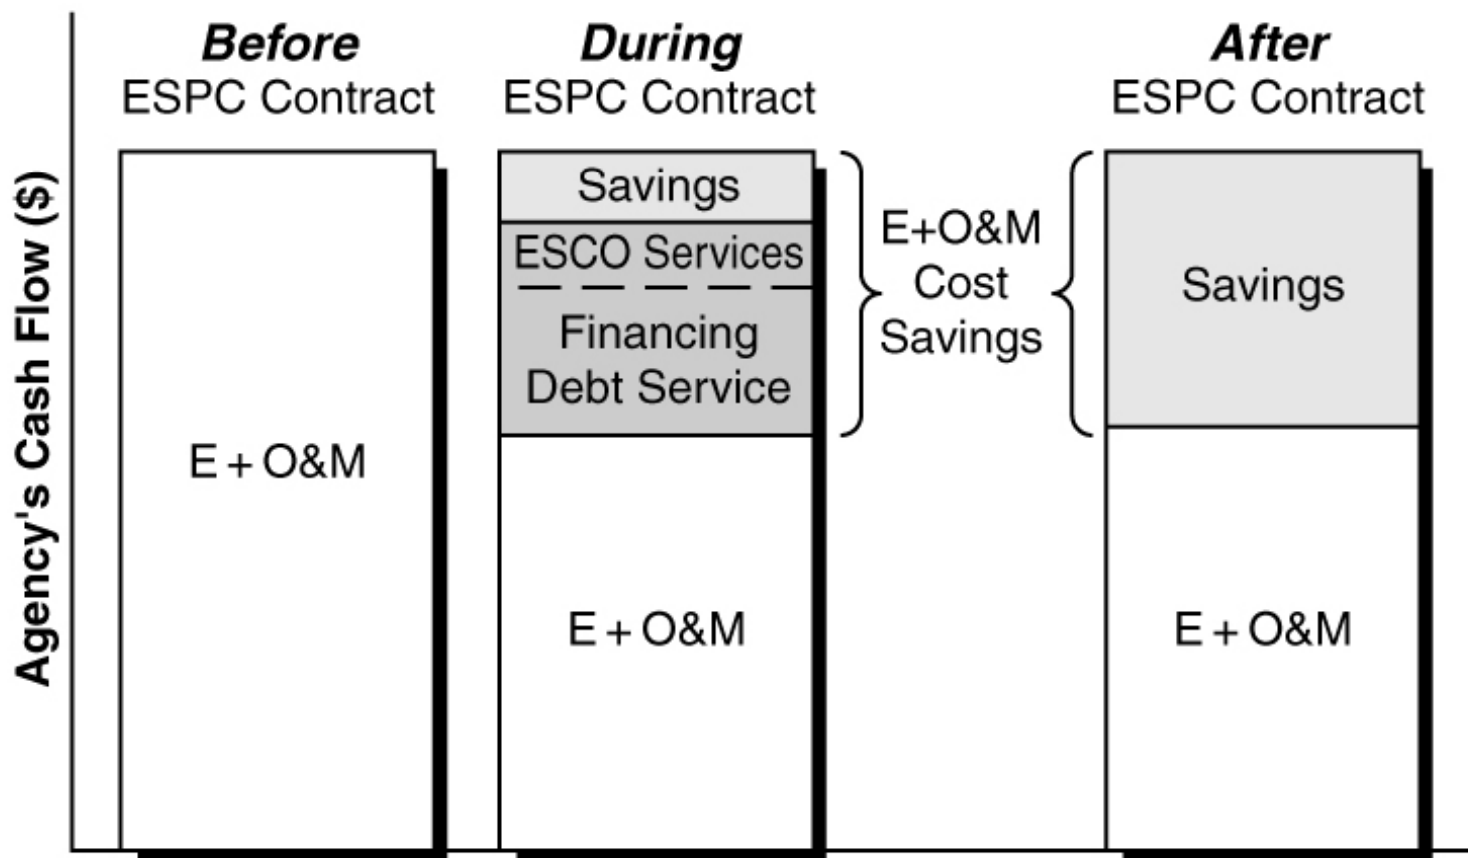 Agency's Cash Flow ($)
Before
ESPC Contract
E + O&M
During
ESPC Contract
Savings
ESCO Services
Financing
Debt Service
E + O&M
E+O&M
Cost
Savings
After
ESPC Contract
Savings
E + O&M